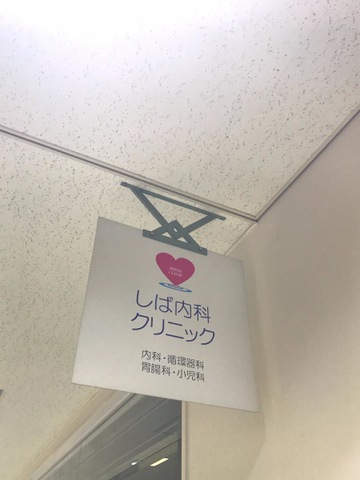 しば内科
クリニック
内科・循環器科
胃腸科・小児科